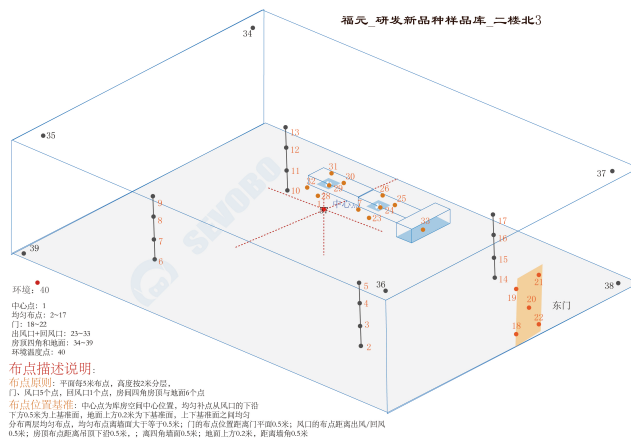 福元_研发新品种样品库_二楼北3
34
35
13
12
11
10
31
32
30
29
28
26
25
24
23
33
中心点
1
37
9
8
7
6
17
16
15
14
5
4
3
2
36
39
38
21
19
20
22
18
东门
SEVOBO
环境：40
中心点：1
均匀布点：2~17
门：18~22
出风口+回风口：23~33
房顶四角和地面：34~39
环境温度点：40
布点描述说明：
布点原则：平面每5米布点，高度按2米分层，
门、风口5个点，回风口1个点，房间四角房顶与地面6个点
布点位置基准：中心点为库房空间中心位置，均匀补点从风口的下沿
下方0.5米为上基准面，地面上方0.2米为下基准面，上下基准面之间均匀
分布两层均匀布点，均匀布点离墙面大于等于0.5米；门的布点位置距离门平面0.5米；风口的布点距离出风/回风
0.5米；房顶布点距离吊顶下沿0.5米，；离四角墙面0.5米；地面上方0.2米，距离墙角0.5米